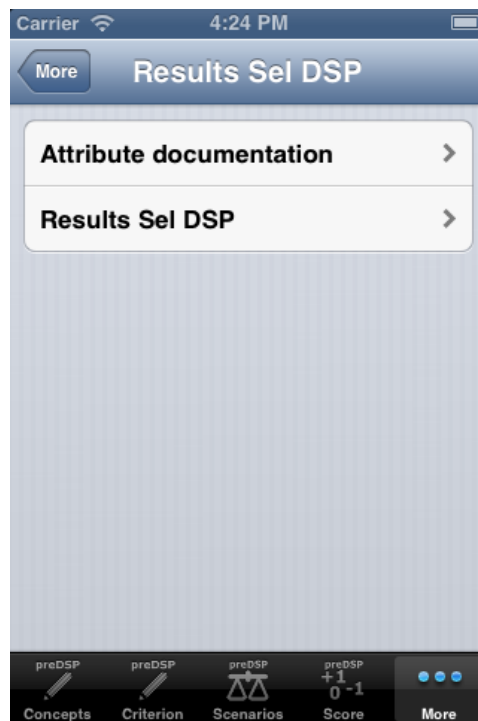 Carrier 4:24 PM
More Results Sel DSP
Attribute documentation
Results Sel DSP
preDSP preDSP preDSP preDSP
+1
0 -1
Concepts Criterion Scenarios Score More